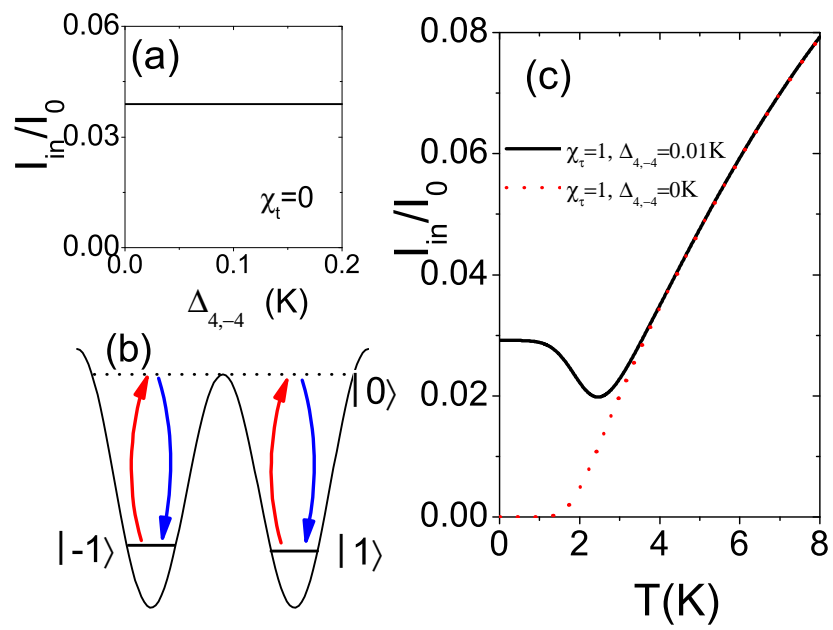 (a)
0.06
0.03
0.00
I_in/I_0
χ_t=0
0.0 0.1 0.2
Δ_4,−4 (K)
(b)
|0⟩
|-1⟩
|1⟩
(c)
0.08
0.06
0.04
0.02
0.00
I_in/I_0
χ_τ=1, Δ_4,−4=0.01K
χ_τ=1, Δ_4,−4=0K
0 2 4 6 8
T(K)